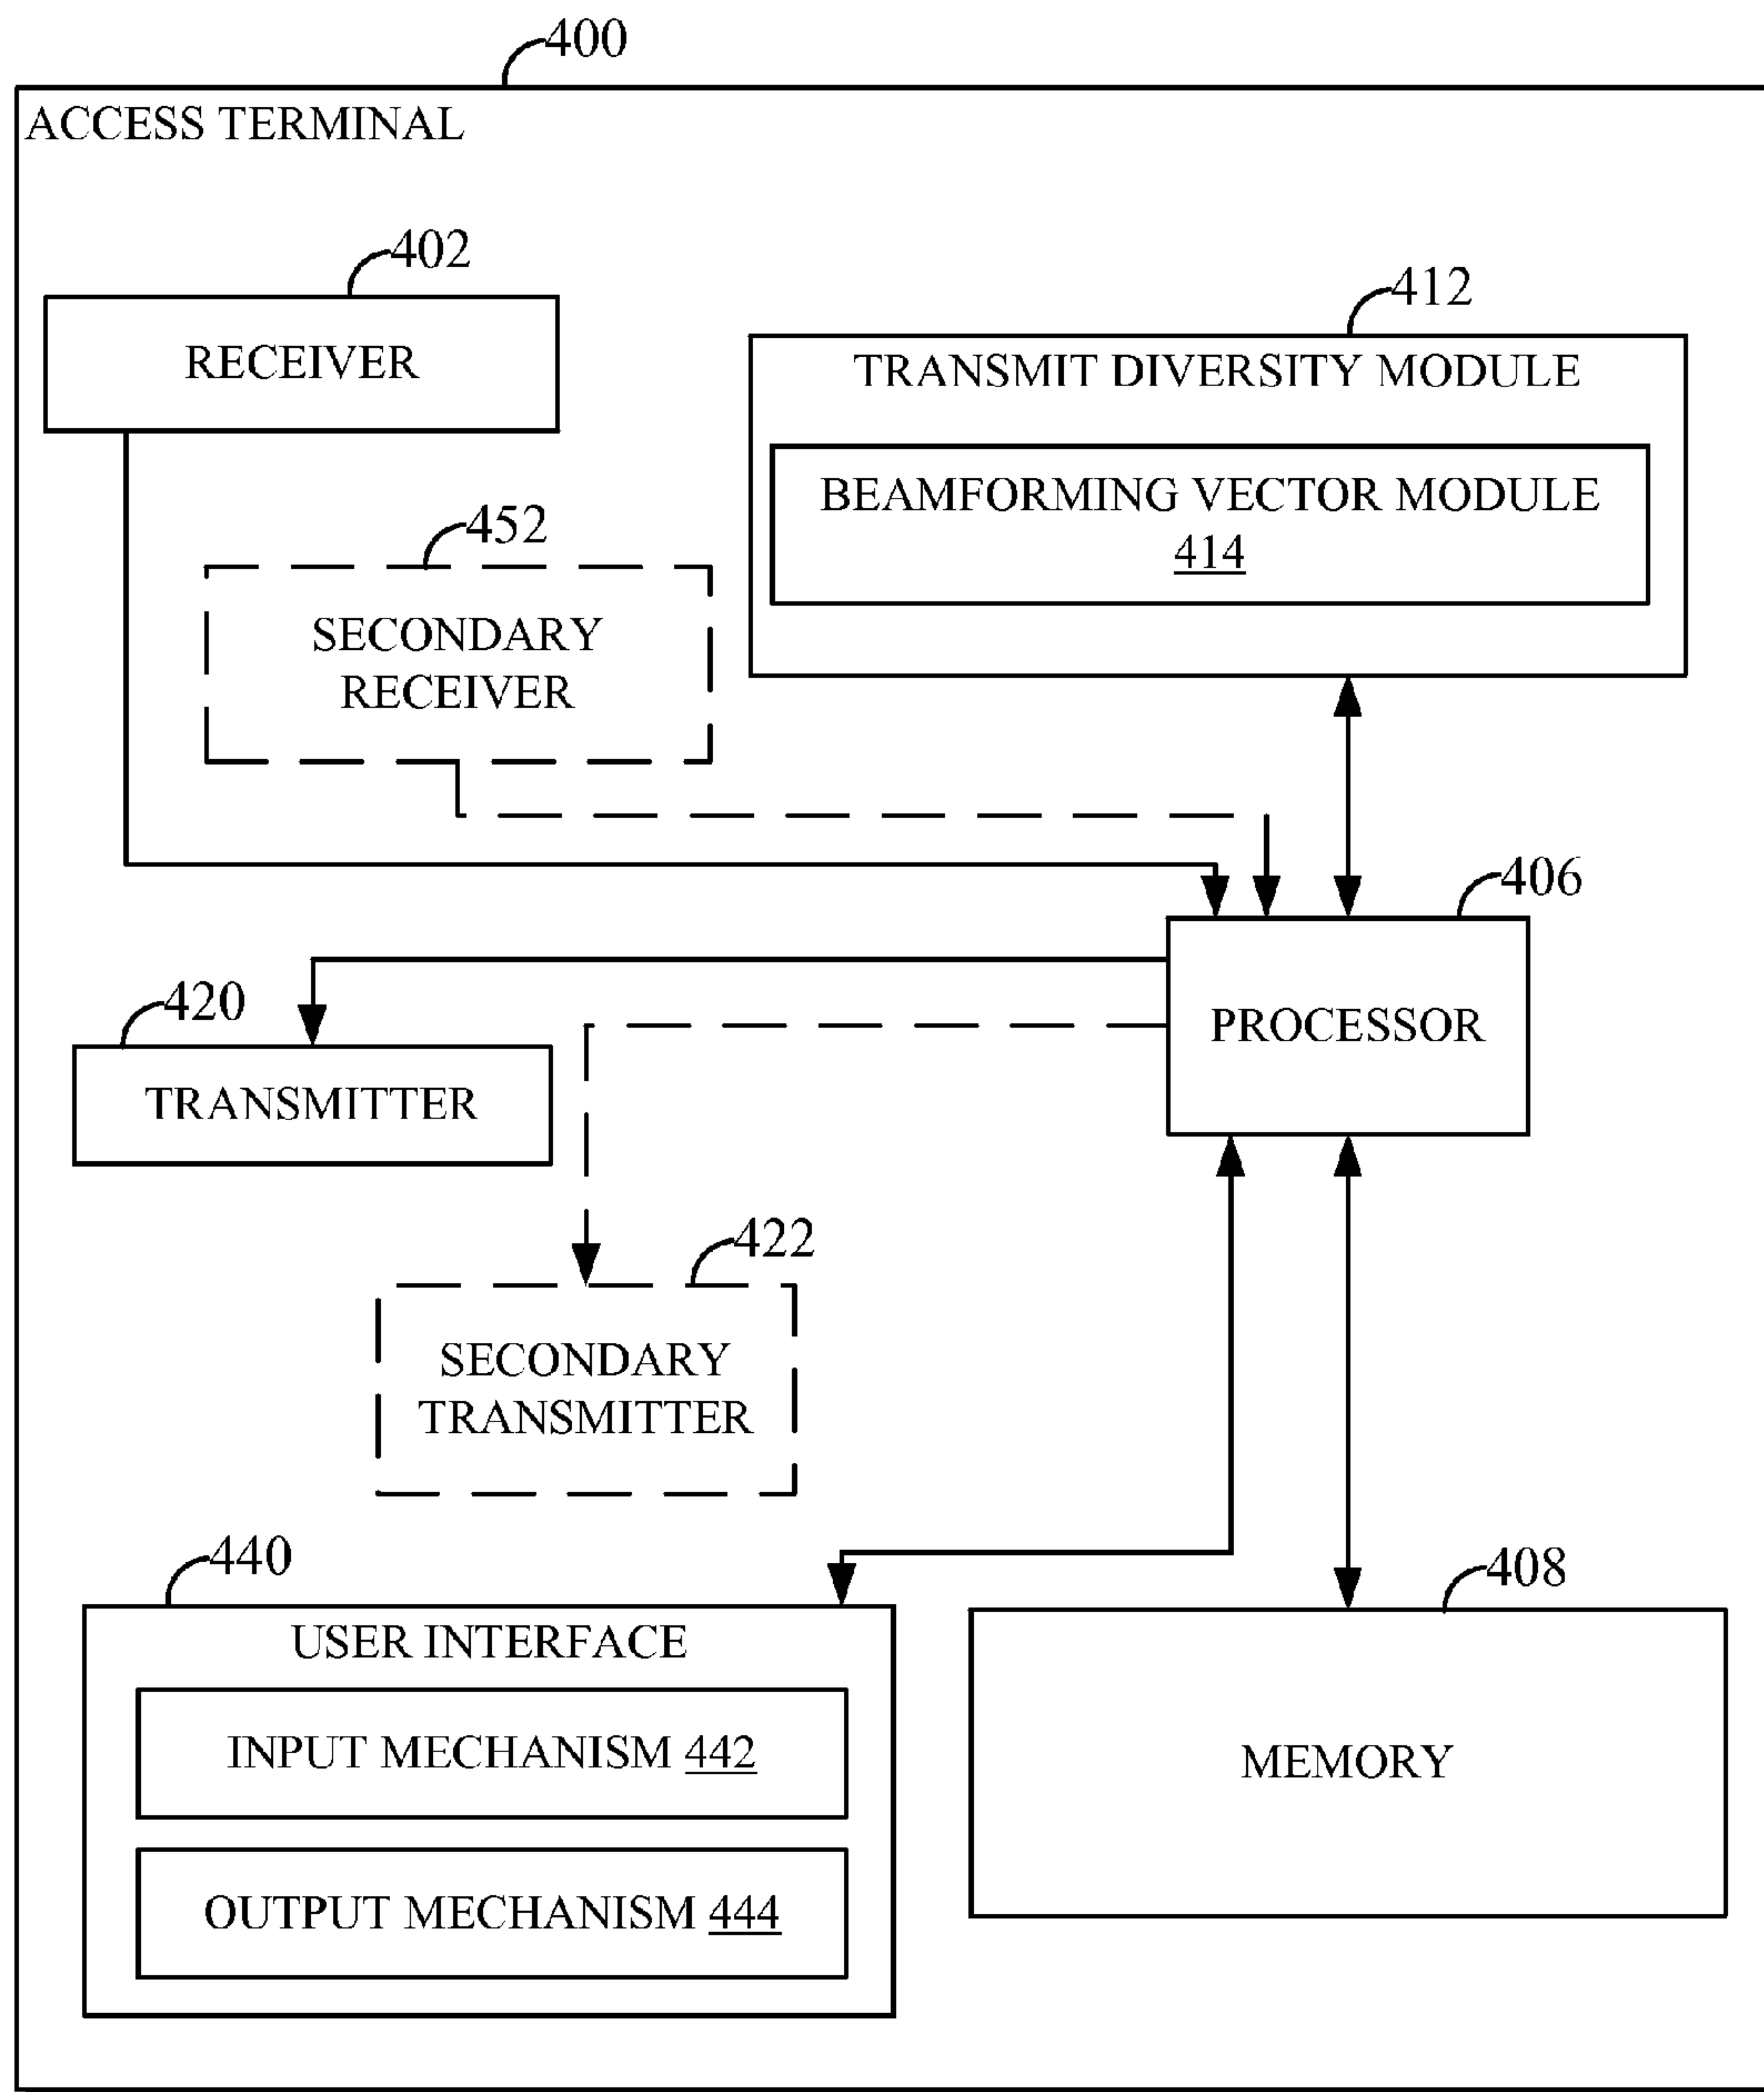 400
ACCESS TERMINAL
402
RECEIVER
412
TRANSMIT DIVERSITY MODULE
BEAMFORMING VECTOR MODULE
414
452
SECONDARY
RECEIVER
406
PROCESSOR
420
TRANSMITTER
422
SECONDARY
TRANSMITTER
440
USER INTERFACE
INPUT MECHANISM 442
OUTPUT MECHANISM 444
408
MEMORY